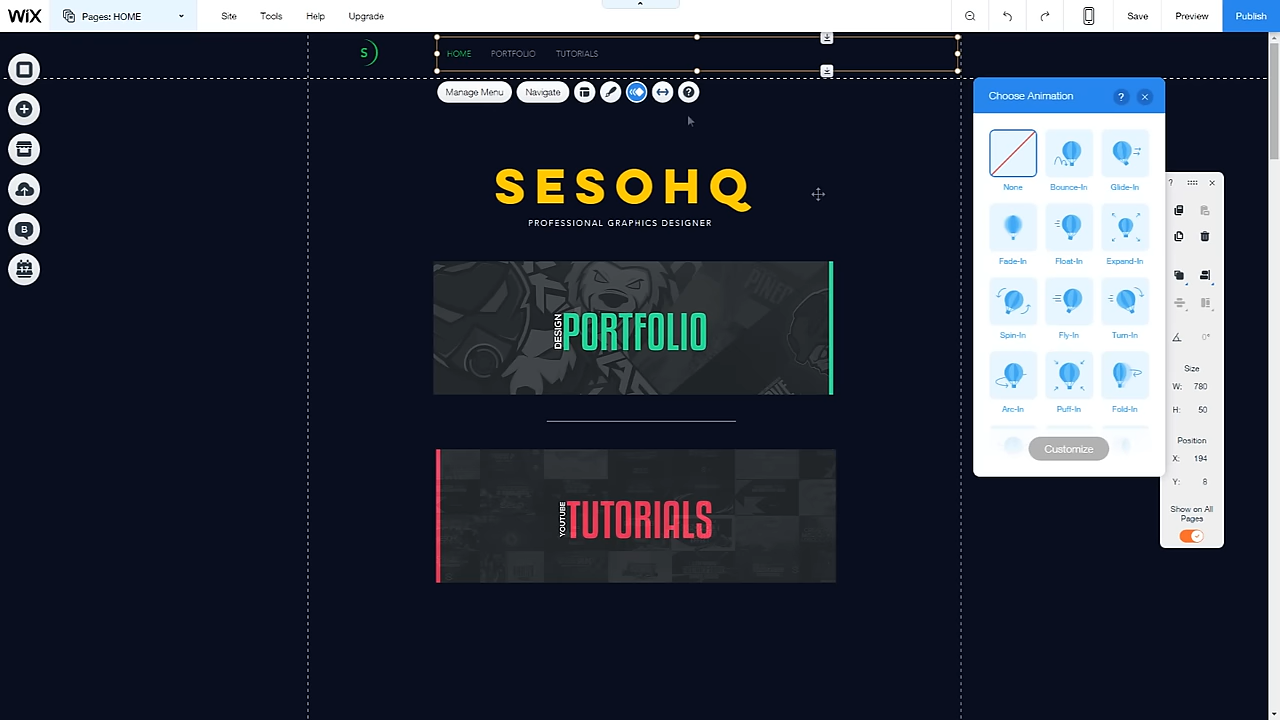 WiX Pages: HOME Site Tools Help Upgrade Save Preview Publish
S HOME PORTFOLIO TUTORIALS
Manage Menu Navigate ?
Choose Animation ? ×
None Bounce-In Glide-In
Fade-In Float-In Expand-In
Spin-In Fly-In Turn-In
Arc-In Puff-In Fold-In
Customize
SESOHQ
PROFESSIONAL GRAPHICS DESIGNER
DESIGN PORTFOLIO
YOUTUBE TUTORIALS
B
?
0°
Size
W: 780
H: 50
Position
X: 194
Y: 8
Show on All
Pages